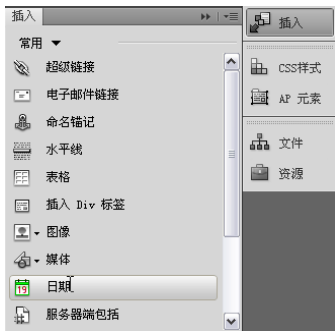 插入
常用
超级链接
电子邮件链接
命名锚记
水平线
表格
插入 Div 标签
图像
媒体
19
日期
服务器端包括
插入
CSS样式
AP 元素
文件
资源